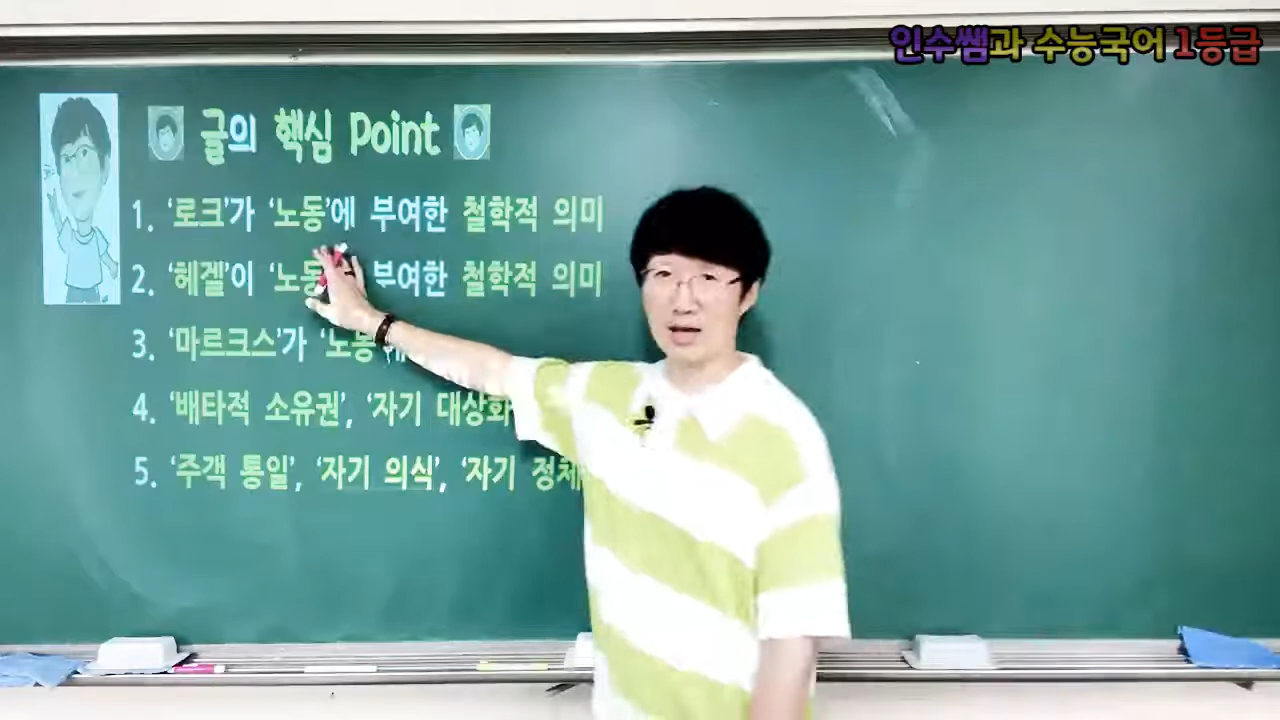 인수쌤과 수능국어 1등급
글의 핵심 Point
1. ‘로크’가 ‘노동’에 부여한 철학적 의미
2. ‘헤겔’이 ‘노동 부여한 철학적 의미
3. ‘마르크스’가 ‘노동’에
4. ‘배타적 소유권’, ‘자기 대상화
5. ‘주객 통일’, ‘자기 의식’, ‘자기 정체